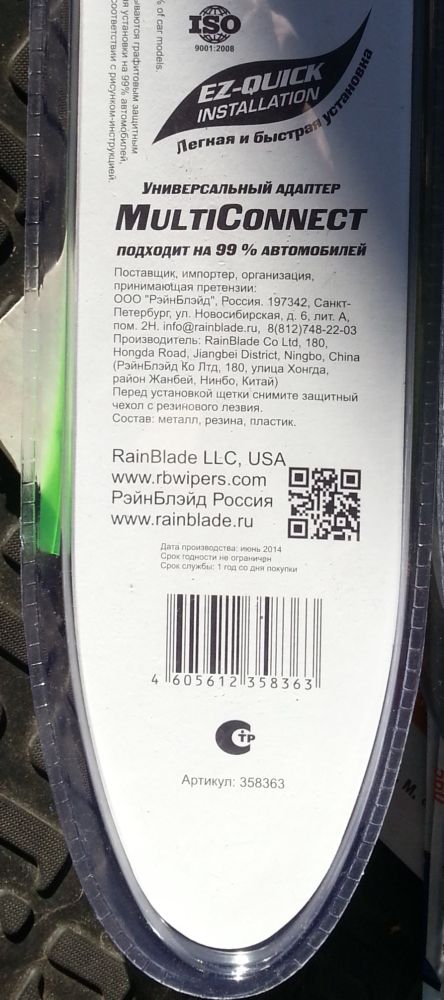 ISO
9001:2008
EZ-QUICK
INSTALLATION
Легкая и быстрая установка
% of car models.
ываются графитовым защитным
я установки на 99% автомобилей,
соответствии с рисунком-инструкцией.
Универсальный адаптер
MultiConnect
подходит на 99 % автомобилей
Поставщик, импортер, организация,
принимающая претензии:
ООО "РэйнБлэйд", Россия. 197342, Санкт-
Петербург, ул. Новосибирская, д. 6, лит. А,
пом. 2Н. info@rainblade.ru, 8(812)748-22-03
Производитель: RainBlade Co Ltd, 180,
Hongda Road, Jiangbei District, Ningbo, China
(РэйнБлэйд Ко Лтд, 180, улица Хонгда,
район Жанбей, Нинбо, Китай)
Перед установкой щетки снимите защитный
чехол с резинового лезвия.
Состав: металл, резина, пластик.
RainBlade LLC, USA
www.rbwipers.com
РэйнБлэйд Россия
www.rainblade.ru
Дата производства: июнь 2014
Срок годности не ограничен
Срок службы: 1 год со дня покупки
4 605612 358363
СТР
Артикул: 358363